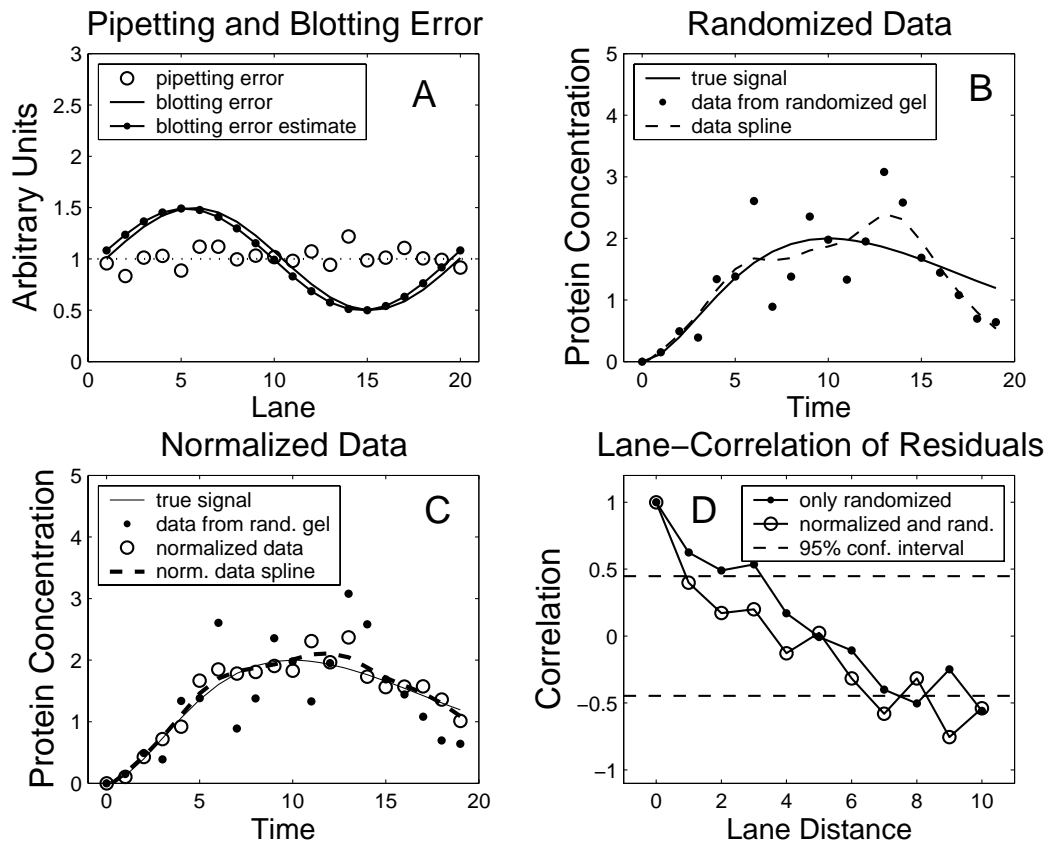 Pipetting and Blotting Error
3
2.5
2
1.5
1
0.5
0
0
5
10
15
20
Arbitrary Units
Lane
pipetting error
blotting error
blotting error estimate
A
Randomized Data
5
4
3
2
1
0
0
5
10
15
20
Protein Concentration
Time
true signal
data from randomized gel
data spline
B
Normalized Data
5
4
3
2
1
0
0
5
10
15
20
Protein Concentration
Time
true signal
data from rand. gel
normalized data
norm. data spline
C
Lane−Correlation of Residuals
1
0.5
0
−0.5
−1
0
2
4
6
8
10
Correlation
Lane Distance
D
only randomized
normalized and rand.
95% conf. interval